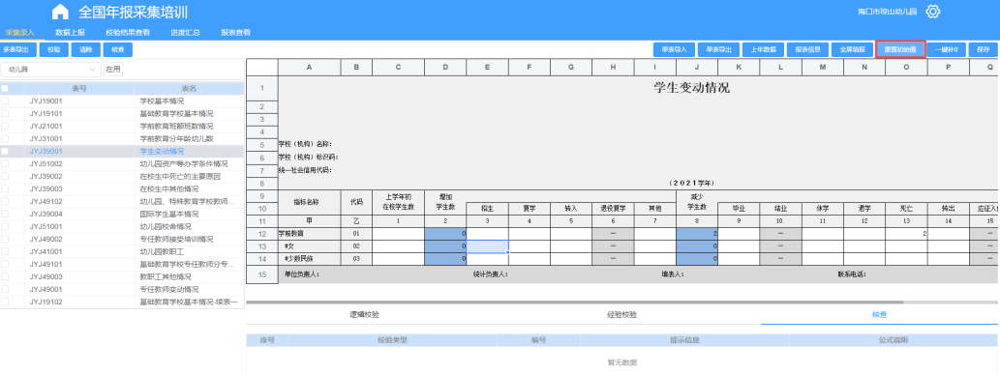 全国年报采集培训
海口市琼山幼儿园
采集录入 数据上报 校验结果查看 进度汇总 报表查看
多表导出 校验 清除 核查 单表导入 单表导出 上年数据 报表信息 全屏填报 重置初始值 一键补0 保存
幼儿园 在用
表号 表名
JYJ19001 学校基本情况
JYJ19101 基础教育学校基本情况
JYJ21001 学前教育班额班数情况
JYJ31001 学前教育分年龄幼儿数
JYJ39001 学生变动情况
JYJ51002 幼儿园资产等办学条件情况
JYJ39002 在校生中死亡的主要原因
JYJ39003 在校生中其他情况
JYJ49102 幼儿园、特殊教育学校教师...
JYJ39004 国际学生基本情况
JYJ51001 幼儿园校舍情况
JYJ49002 专任教师接受培训情况
JYJ41001 幼儿园教职工
JYJ49101 基础教育学校专任教师分专...
JYJ49003 教职工其他情况
JYJ49001 专任教师变动情况
JYJ19102 基础教育学校基本情况-续表一
A B C D E F G H I J K L M N O P Q
1 学生变动情况
2
3
4
5 学校（机构）名称：
6 学校（机构）标识码：
7 统一社会信用代码：
8 （2021学年）
9 指标名称 代码 上学年初 增加 减少
10 在校生数 学生数 招生 复学 转入 退役复学 其他 学生数 毕业 结业 休学 退学 死亡 转出 应征入
11 甲 乙 1 2 3 4 5 6 7 8 9 10 11 12 13 14 15
12 学前教育 01 0 — 2 — 2 —
13 #女 02 0 — 0 — —
14 #少数民族 03 0 — 0 — —
15 单位负责人： 统计负责人： 填表人： 联系电话：
逻辑校验 经验校验 核查
序号 校验类型 编号 提示信息 公式说明
暂无数据